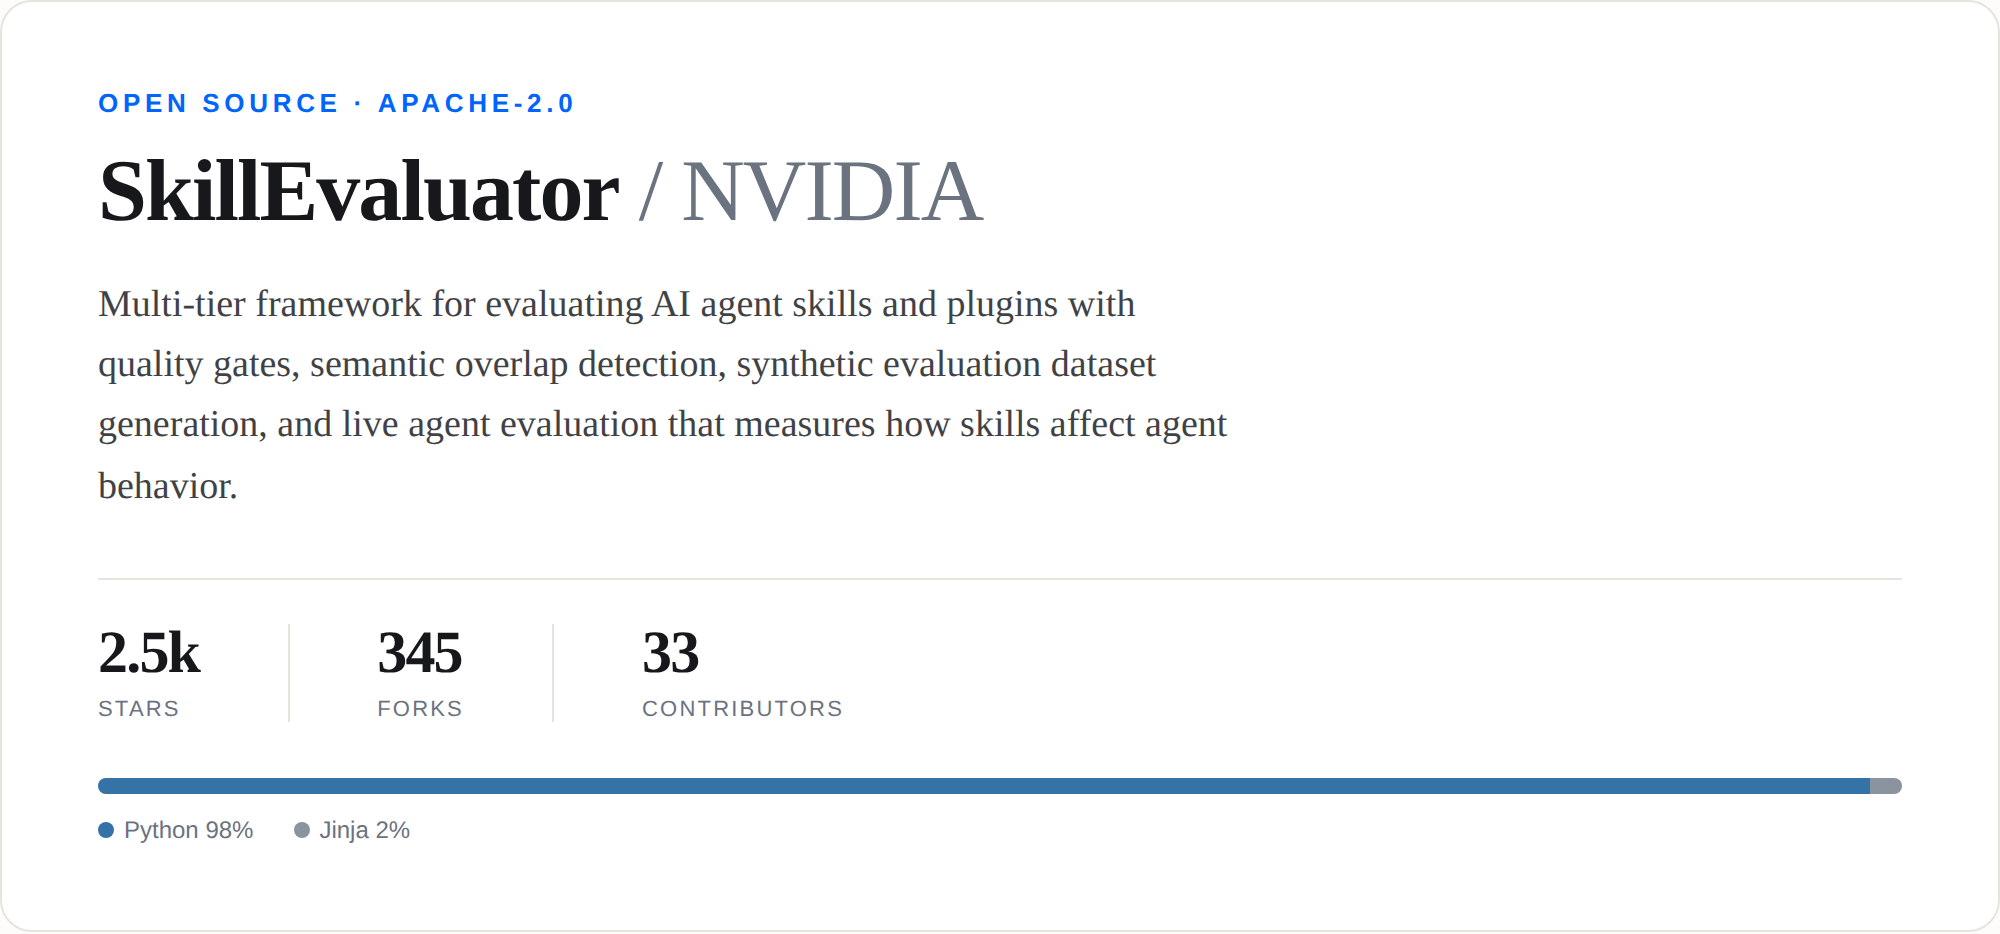 OPEN SOURCE · APACHE-2.0
SkillEvaluator / NVIDIA
Multi-tier framework for evaluating AI agent skills and plugins with
quality gates, semantic overlap detection, synthetic evaluation dataset
generation, and live agent evaluation that measures how skills affect agent
behavior.
2.5k
STARS
345
FORKS
33
CONTRIBUTORS
Python 98%
Jinja 2%